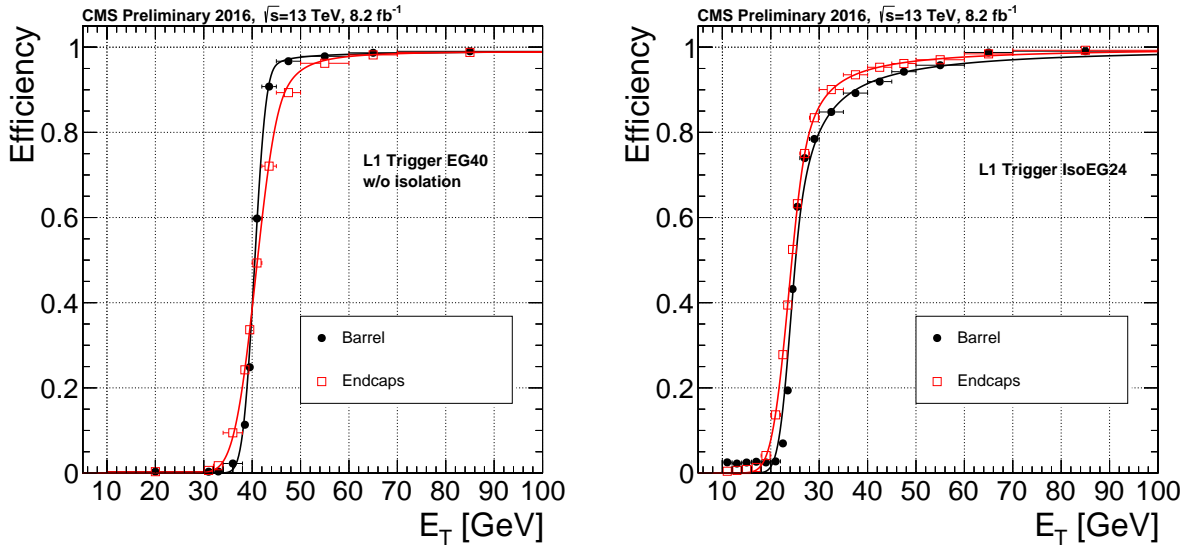 CMS Preliminary 2016, √s=13 TeV, 8.2 fb⁻¹
Efficiency
1
0.8
0.6
0.4
0.2
0
L1 Trigger EG40
w/o isolation
Barrel
Endcaps
10 20 30 40 50 60 70 80 90 100
E_T [GeV]
CMS Preliminary 2016, √s=13 TeV, 8.2 fb⁻¹
Efficiency
1
0.8
0.6
0.4
0.2
0
L1 Trigger IsoEG24
Barrel
Endcaps
10 20 30 40 50 60 70 80 90 100
E_T [GeV]